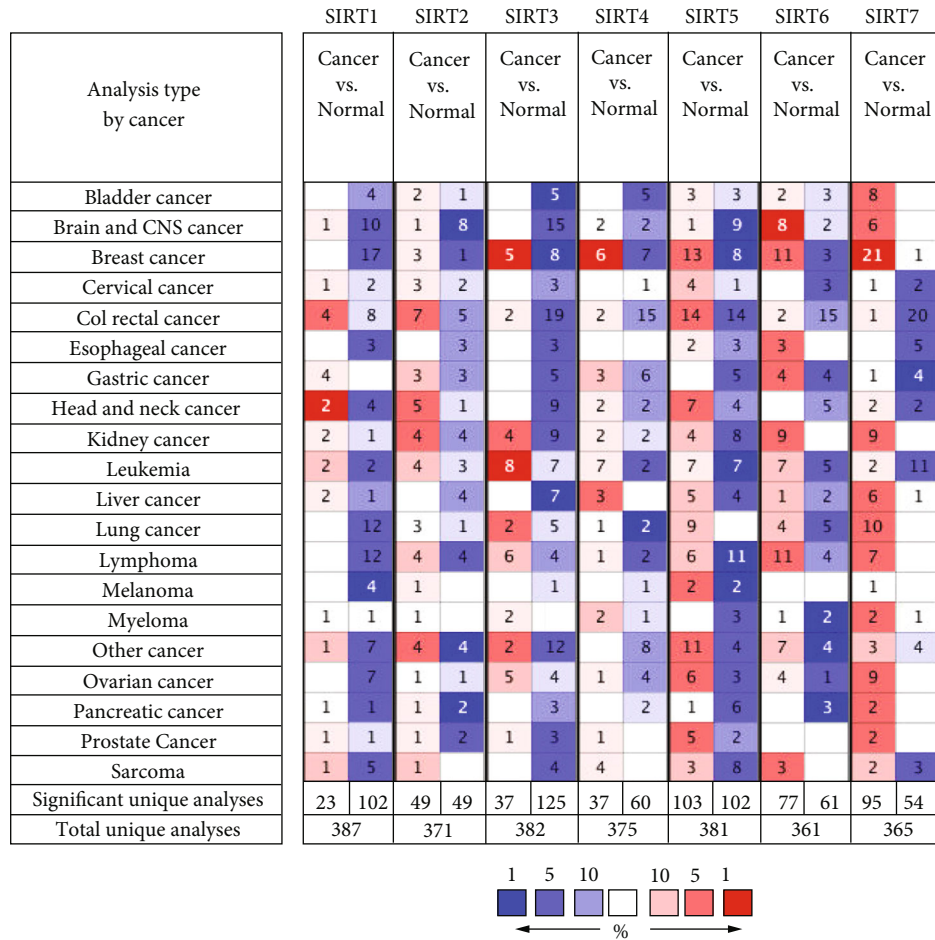 SIRT1 SIRT2 SIRT3 SIRT4 SIRT5 SIRT6 SIRT7
Analysis type
by cancer
Cancer Cancer Cancer Cancer Cancer Cancer Cancer
vs. vs. vs. vs. vs. vs. vs.
Normal Normal Normal Normal Normal Normal Normal
Bladder cancer 4 2 1 5 5 3 3 2 3 8
Brain and CNS cancer 1 10 1 8 15 2 2 1 9 8 2 6
Breast cancer 17 3 1 5 8 6 7 13 8 11 3 21 1
Cervical cancer 1 2 3 2 3 1 4 1 3 1 2
Col rectal cancer 4 8 7 5 2 19 2 15 14 14 2 15 1 20
Esophageal cancer 3 3 3 2 3 3 5
Gastric cancer 4 3 3 5 3 6 5 4 4 1 4
Head and neck cancer 2 4 5 1 9 2 2 7 4 5 2 2
Kidney cancer 2 1 4 4 4 9 2 2 4 8 9 9
Leukemia 2 2 4 3 8 7 7 2 7 7 7 5 2 11
Liver cancer 2 1 4 7 3 5 4 1 2 6 1
Lung cancer 12 3 1 2 5 1 2 9 4 5 10
Lymphoma 12 4 4 6 4 1 2 6 11 11 4 7
Melanoma 4 1 1 1 2 2 1
Myeloma 1 1 1 2 2 1 3 1 2 2 1
Other cancer 1 7 4 4 2 12 8 11 4 7 4 3 4
Ovarian cancer 7 1 1 5 4 1 4 6 3 4 1 9
Pancreatic cancer 1 1 1 2 3 2 1 6 3 2
Prostate Cancer 1 1 1 2 1 3 1 5 2 2
Sarcoma 1 5 1 4 4 3 8 3 2 3
Significant unique analyses 23 102 49 49 37 125 37 60 103 102 77 61 95 54
Total unique analyses 387 371 382 375 381 361 365
1 5 10 10 5 1
%